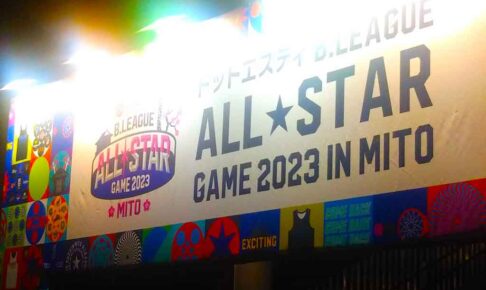 B.LEAGUE
ALL★STAR
GAME 2023
MITO
ドットエスティ B.LEAGUE
ALL★STAR
GAME 2023 IN MITO
EXCITING